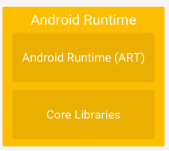 Android Runtime
Android Runtime (ART)
Core Libraries